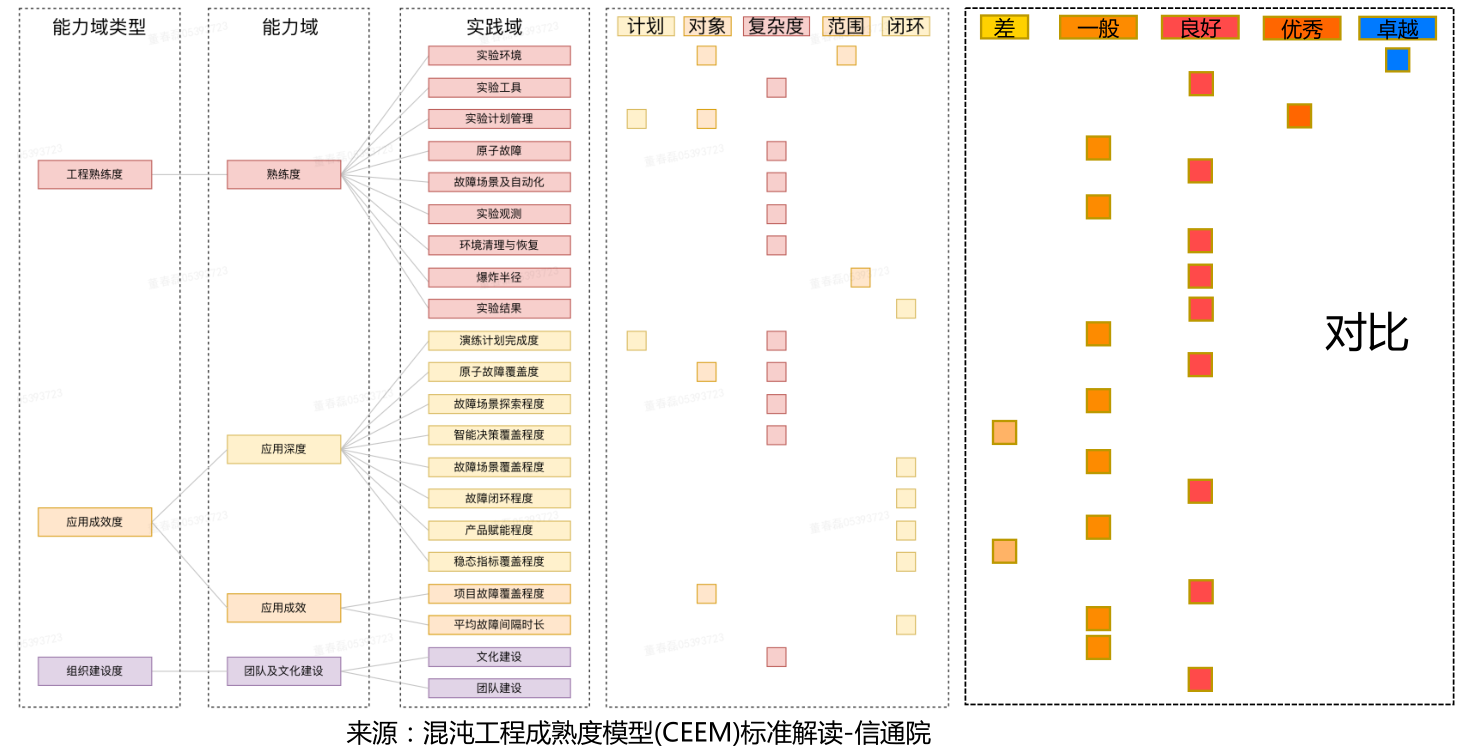 能力域类型
能力域
实践域
计划
对象
复杂度
范围
闭环
差
一般
良好
优秀
卓越
实验环境
实验工具
实验计划管理
原子故障
工程熟练度
熟练度
故障场景及自动化
实验观测
环境清理与恢复
爆炸半径
实验结果
对比
演练计划完成度
原子故障覆盖度
故障场景探索程度
智能决策覆盖程度
应用深度
故障场景覆盖程度
故障闭环程度
应用成效度
产品赋能程度
稳态指标覆盖程度
项目故障覆盖程度
应用成效
平均故障间隔时长
文化建设
组织建设度
团队及文化建设
团队建设
来源：混沌工程成熟度模型(CEEM)标准解读-信通院